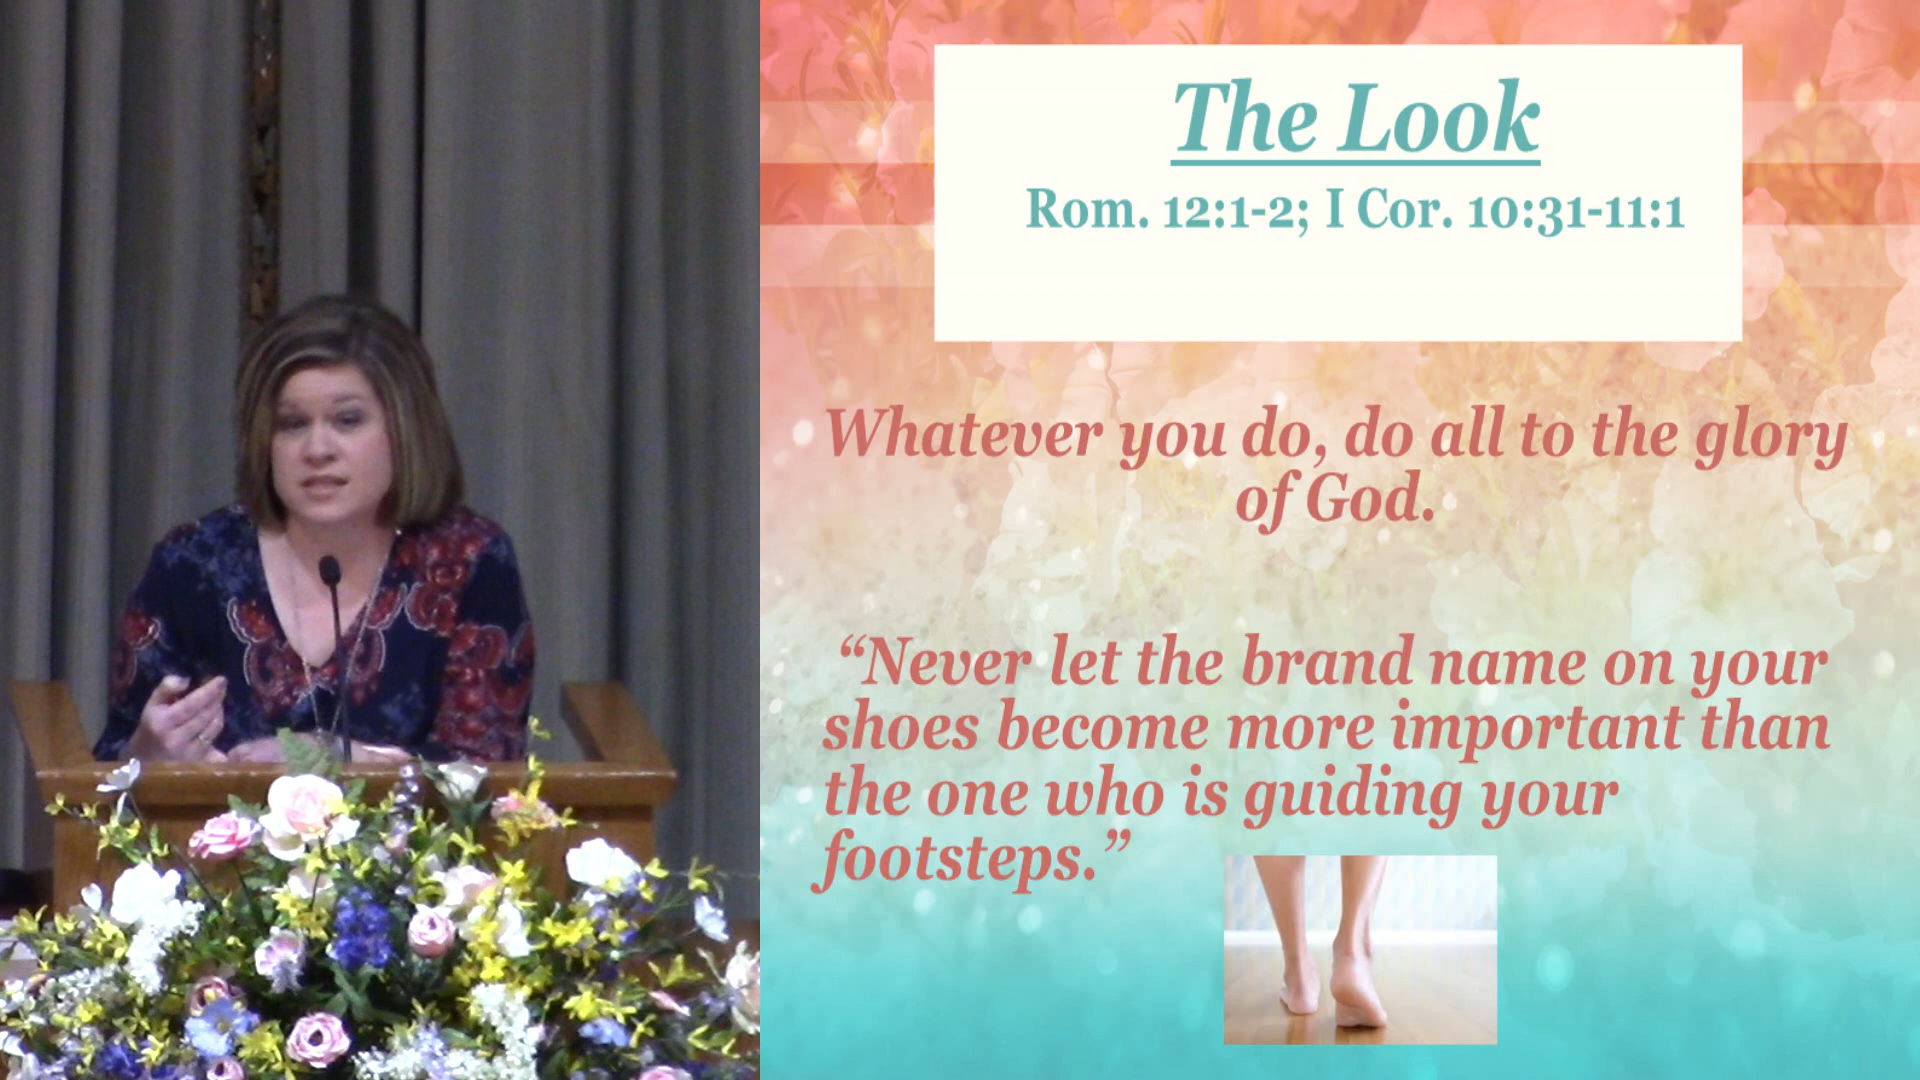 The Look
Rom. 12:1-2; I Cor. 10:31-11:1
Whatever you do, do all to the glory
of God.
“Never let the brand name on your
shoes become more important than
the one who is guiding your
footsteps.”